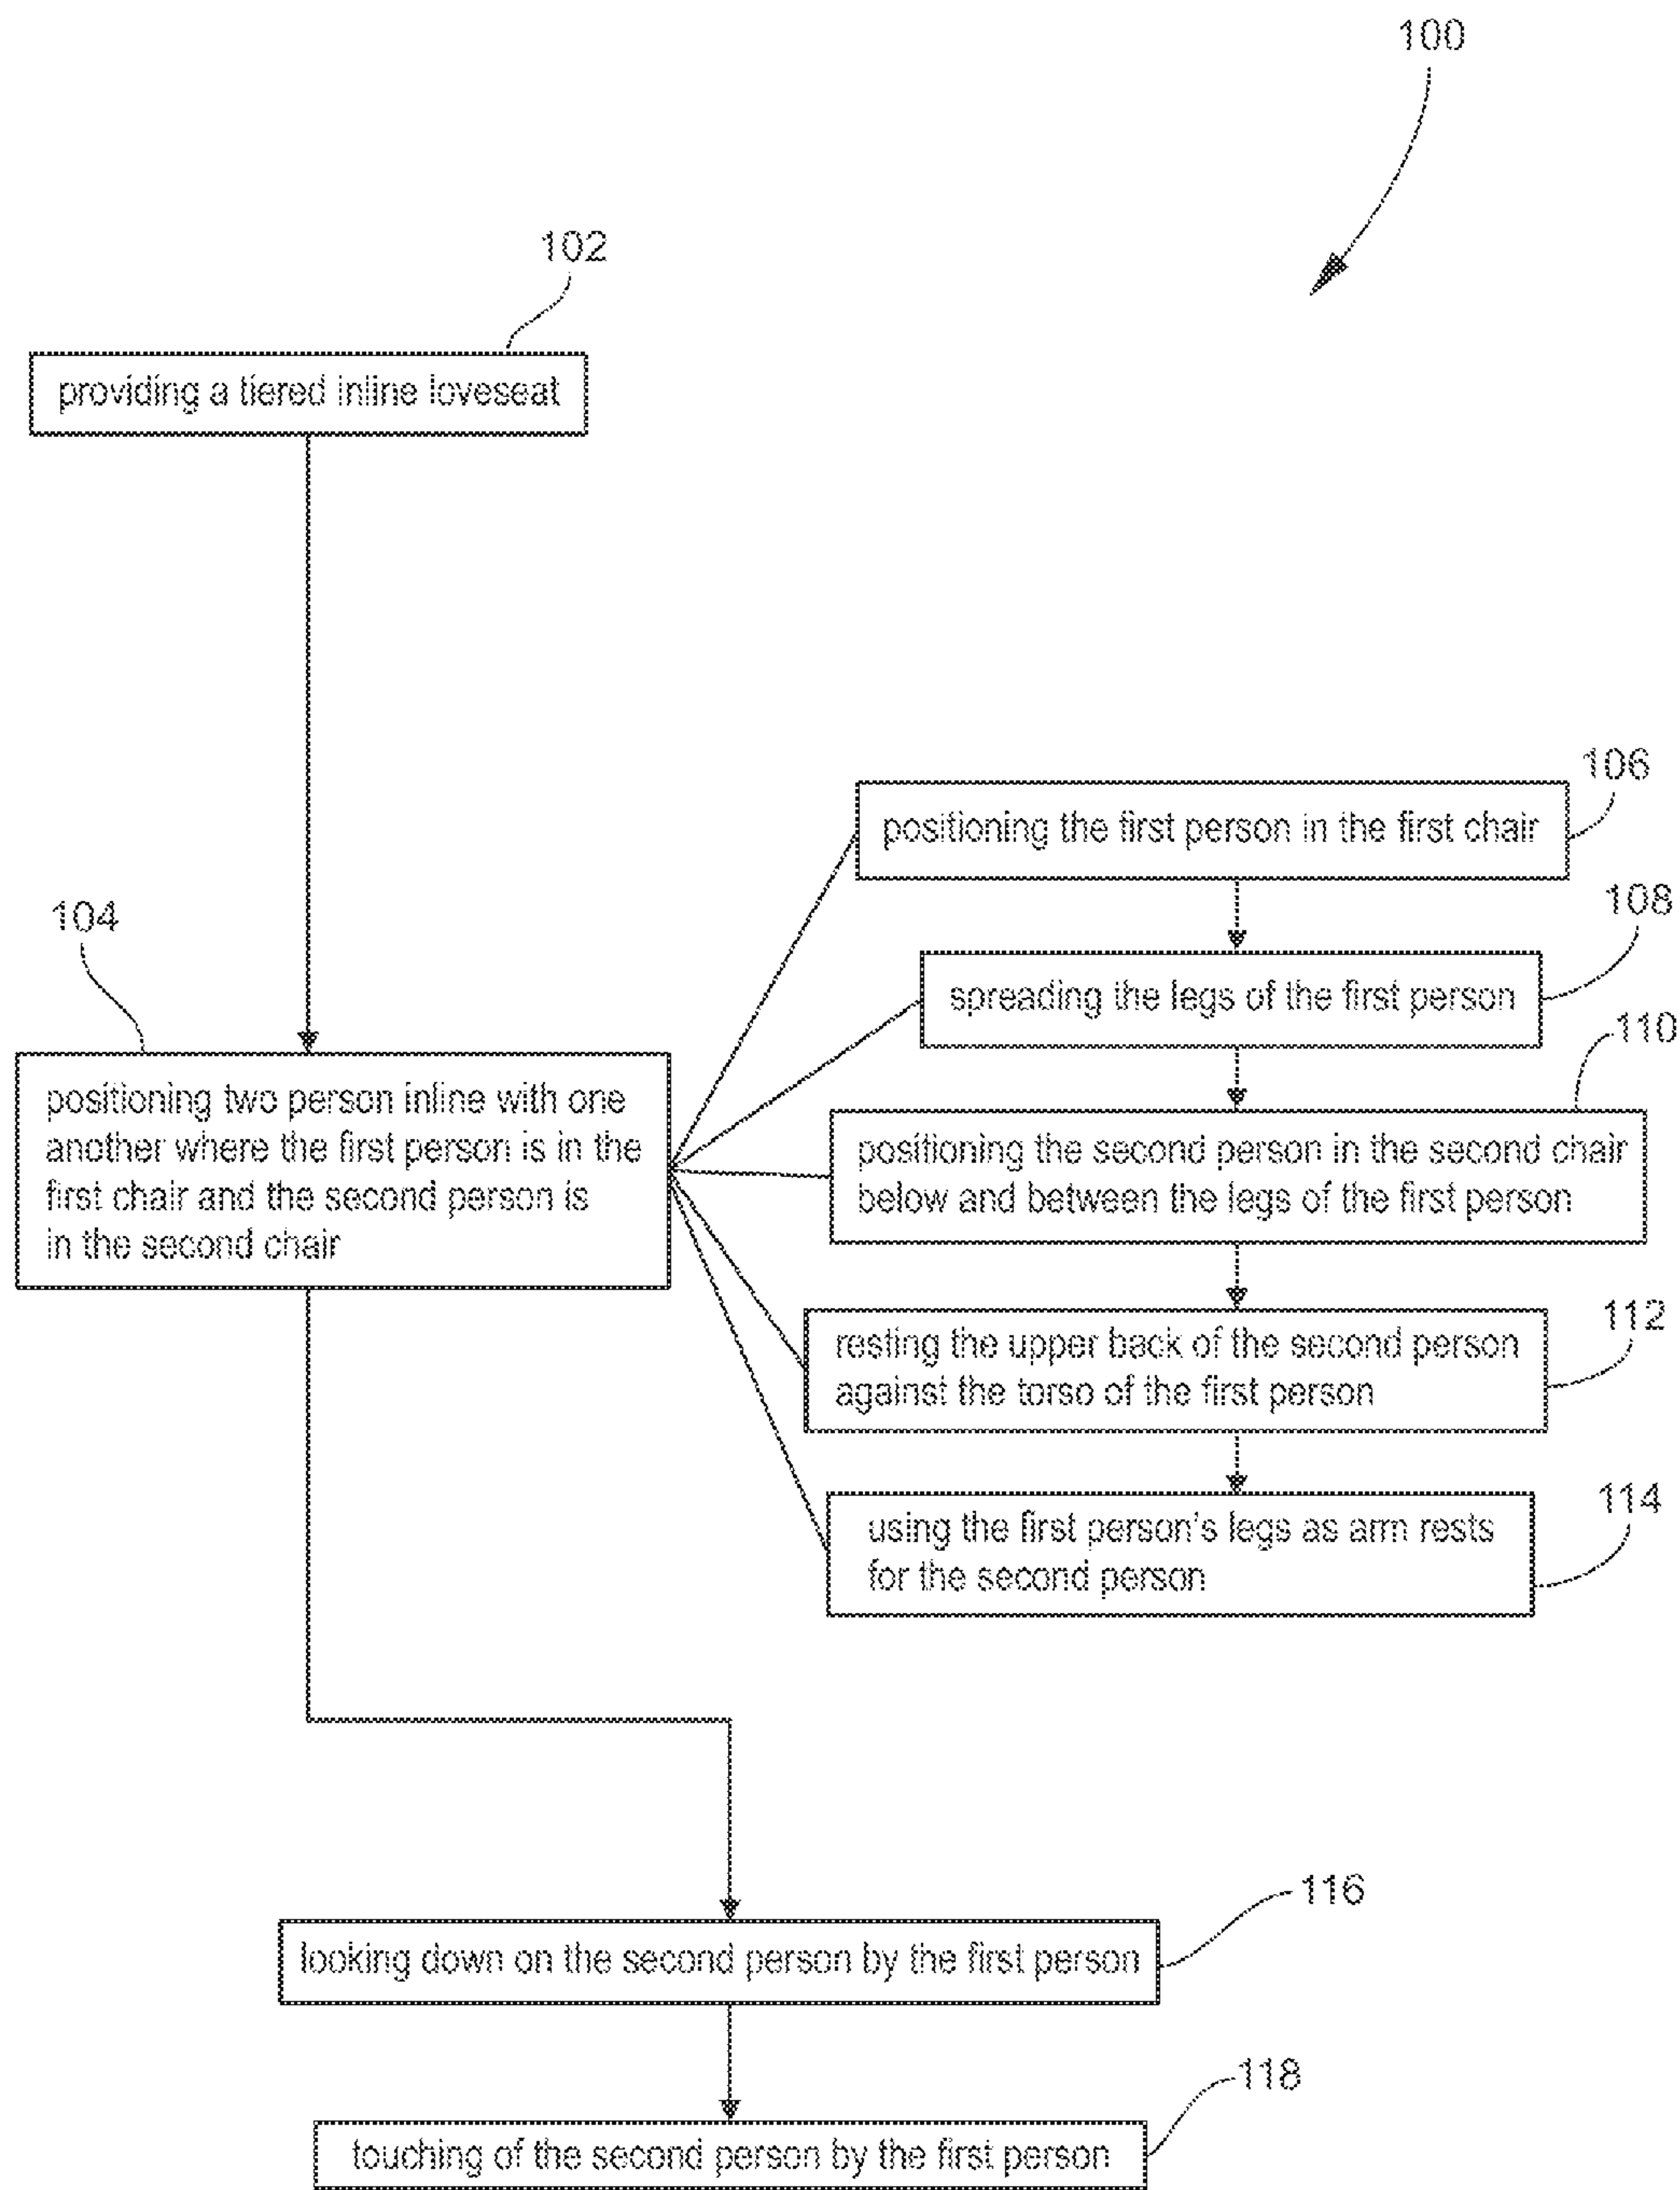 100
102
providing a tiered inline loveseat
104
positioning two person inline with one
another where the first person is in the
first chair and the second person is
in the second chair
106
positioning the first person in the first chair
108
spreading the legs of the first person
110
positioning the second person in the second chair
below and between the legs of the first person
112
resting the upper back of the second person
against the torso of the first person
114
using the first person's legs as arm rests
for the second person
116
looking down on the second person by the first person
118
touching of the second person by the first person